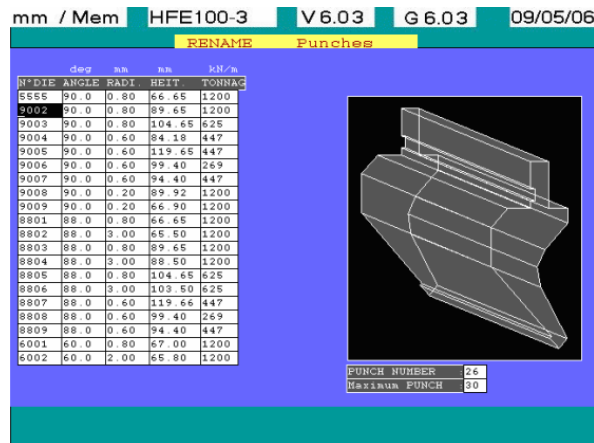 mm / Mem HFE100-3 V 6.03 G 6.03 09/05/06
RENAME Punches
deg mm mm kN/m
N°DIE ANGLE RADI. HEIT. TONNAG
5555 90.0 0.80 66.65 1200
9002 90.0 0.80 89.65 1200
9003 90.0 0.80 104.65 625
9004 90.0 0.60 84.18 447
9005 90.0 0.60 119.65 447
9006 90.0 0.60 99.40 269
9007 90.0 0.60 94.40 447
9008 90.0 0.20 89.92 1200
9009 90.0 0.20 66.90 1200
8801 88.0 0.80 66.65 1200
8802 88.0 3.00 65.50 1200
8803 88.0 0.80 89.65 1200
8804 88.0 3.00 88.50 1200
8805 88.0 0.80 104.65 625
8806 88.0 3.00 103.50 625
8807 88.0 0.60 119.66 447
8808 88.0 0.60 99.40 269
8809 88.0 0.60 94.40 447
6001 60.0 0.80 67.00 1200
6002 60.0 2.00 65.80 1200
PUNCH NUMBER :26
Maximum PUNCH :30